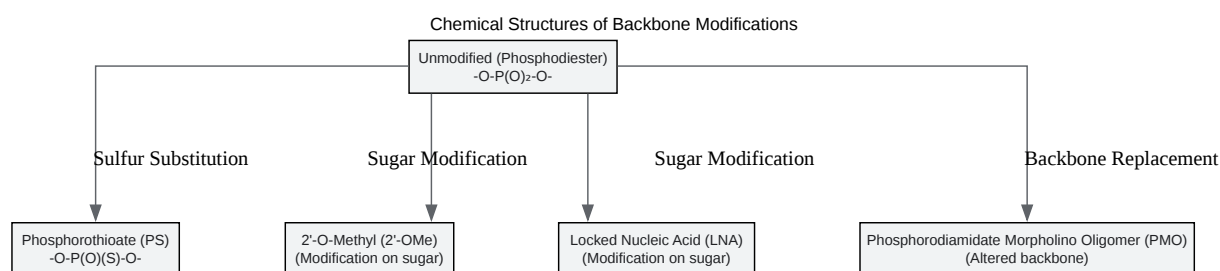 Chemical Structures of Backbone Modifications
Unmodified (Phosphodiester)
-O-P(O)₂-O-
Sulfur Substitution
Sugar Modification
Sugar Modification
Backbone Replacement
Phosphorothioate (PS)
-O-P(O)(S)-O-
2'-O-Methyl (2'-OMe)
(Modification on sugar)
Locked Nucleic Acid (LNA)
(Modification on sugar)
Phosphorodiamidate Morpholino Oligomer (PMO)
(Altered backbone)